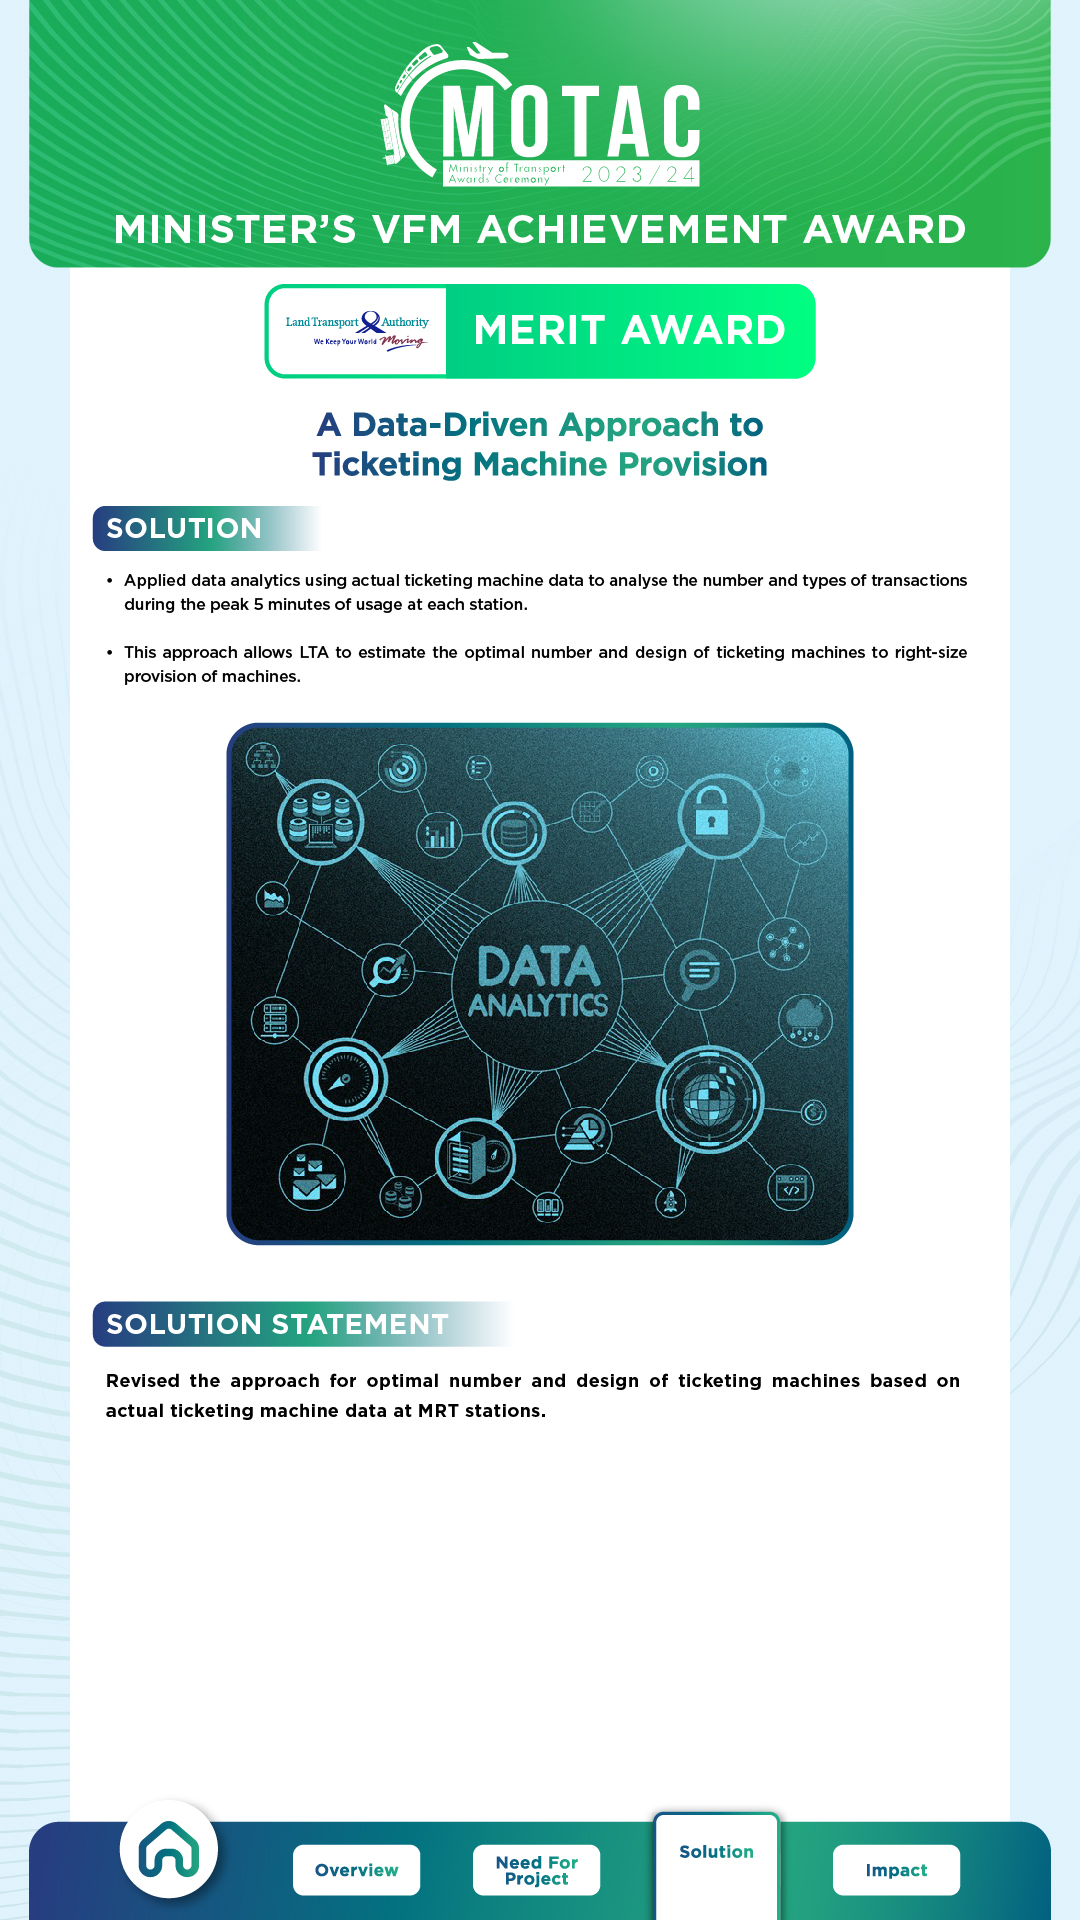 MOTAC
Ministry of Transport
Awards Ceremony
2023/24
MINISTER’S VFM ACHIEVEMENT AWARD
Land Transport Authority
We Keep Your World Moving
MERIT AWARD
A Data-Driven Approach to
Ticketing Machine Provision
SOLUTION
• Applied data analytics using actual ticketing machine data to analyse the number and types of transactions
during the peak 5 minutes of usage at each station.
• This approach allows LTA to estimate the optimal number and design of ticketing machines to right-size
provision of machines.
DATA
ANALYTICS
</>
SOLUTION STATEMENT
Revised the approach for optimal number and design of ticketing machines based on
actual ticketing machine data at MRT stations.
Overview
Need For
Project
Solution
Impact